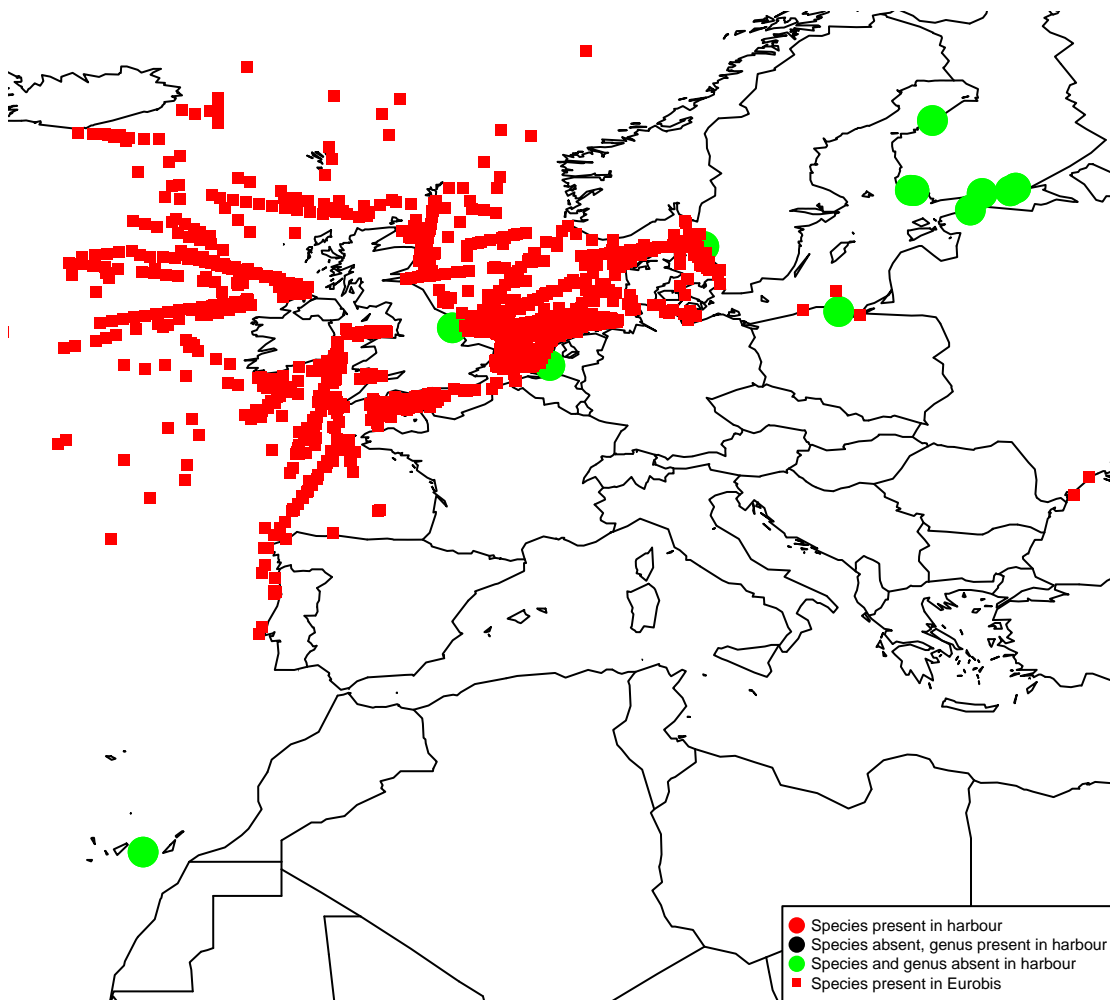 Species present in harbour
Species absent, genus present in harbour
Species and genus absent in harbour
Species present in Eurobis